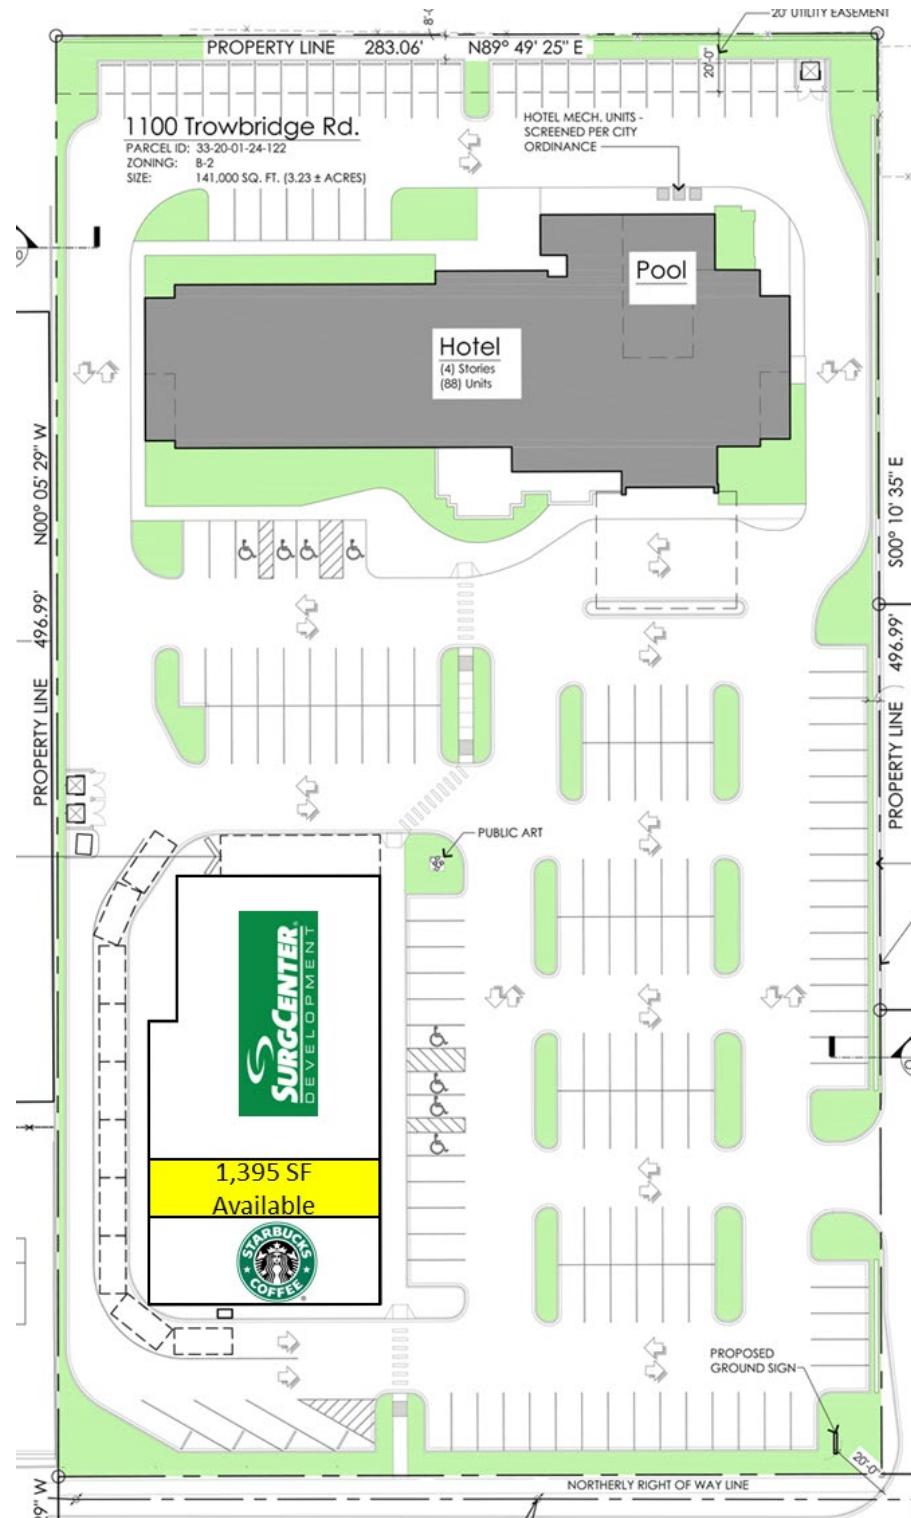 8'-0
20' UTILITY EASEMENT
PROPERTY LINE 283.06' N89° 49' 25" E
20'-0"
1100 Trowbridge Rd.
PARCEL ID: 33-20-01-24-122
ZONING: B-2
SIZE: 141,000 SQ. FT. (3.23 ± ACRES)
HOTEL MECH. UNITS -
SCREENED PER CITY
ORDINANCE
Pool
Hotel
(4) Stories
(88) Units
PROPERTY LINE 496.99' N00° 05' 29" W
PROPERTY LINE 496.99' S00° 10' 35" E
PUBLIC ART
SURGCENTER
DEVELOPMENT
1,395 SF
Available
STARBUCKS
COFFEE
PROPOSED
GROUND SIGN
20'-0"
NORTHERLY RIGHT OF WAY LINE
9" W